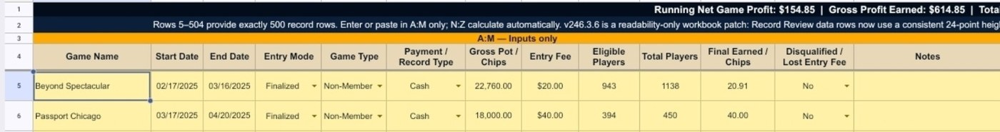 1 Running Net Game Profit: $154.85 | Gross Profit Earned: $614.85 |
2 Rows 5–504 provide exactly 500 record rows. Enter or paste in A:M only; N:Z calculate automatically. v246.3.6 is a readability-only workbook patch: Record Review data rows now use a consistent 24-point
3 A:M — Inputs only
4 Game Name Start Date End Date Entry Mode Game Type Payment / Record Type Gross Pot / Chips Entry Fee Eligible Players Total Players Final Earned / Chips Disqualified / Lost Entry Fee Notes
5 Beyond Spectacular 02/17/2025 03/16/2025 Finalized Non-Member Cash 22,760.00 $20.00 943 1138 20.91 No
6 Passport Chicago 03/17/2025 04/20/2025 Finalized Non-Member Cash 18,000.00 $40.00 394 450 40.00 No